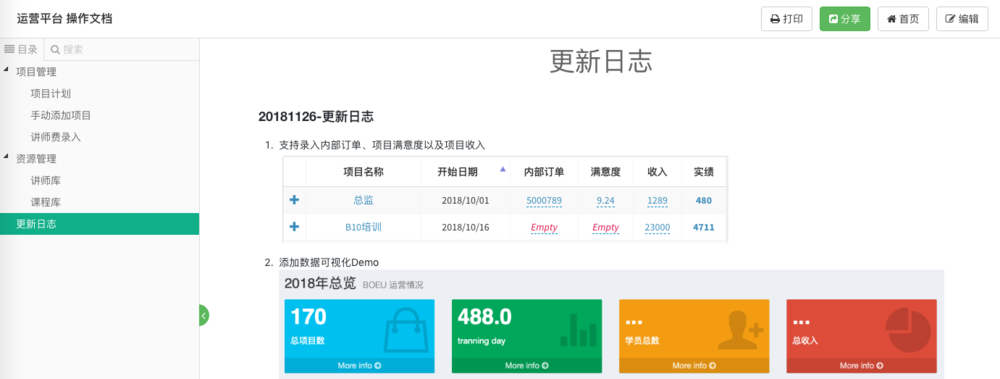 运营平台 操作文档
打印 分享 首页 编辑
目录 搜索
项目管理
项目计划
手动添加项目
讲师费录入
资源管理
讲师库
课程库
更新日志
更新日志
20181126-更新日志
1. 支持录入内部订单、项目满意度以及项目收入
项目名称 开始日期 内部订单 满意度 收入 实绩
总监 2018/10/01 5000789 9.24 1289 480
B10培训 2018/10/16 Empty Empty 23000 4711
2. 添加数据可视化Demo
2018年总览 BOEU 运营情况
170 488.0 ... ...
总项目数 tranning day 学员总数 总收入
More info More info More info More info